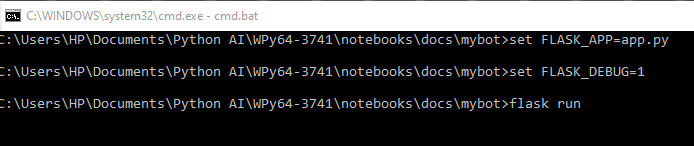 C:\WINDOWS\system32\cmd.exe - cmd.bat
C:\Users\HP\Documents\Python AI\WPy64-3741\notebooks\docs\mybot>set FLASK_APP=app.py
C:\Users\HP\Documents\Python AI\WPy64-3741\notebooks\docs\mybot>set FLASK_DEBUG=1
C:\Users\HP\Documents\Python AI\WPy64-3741\notebooks\docs\mybot>flask run